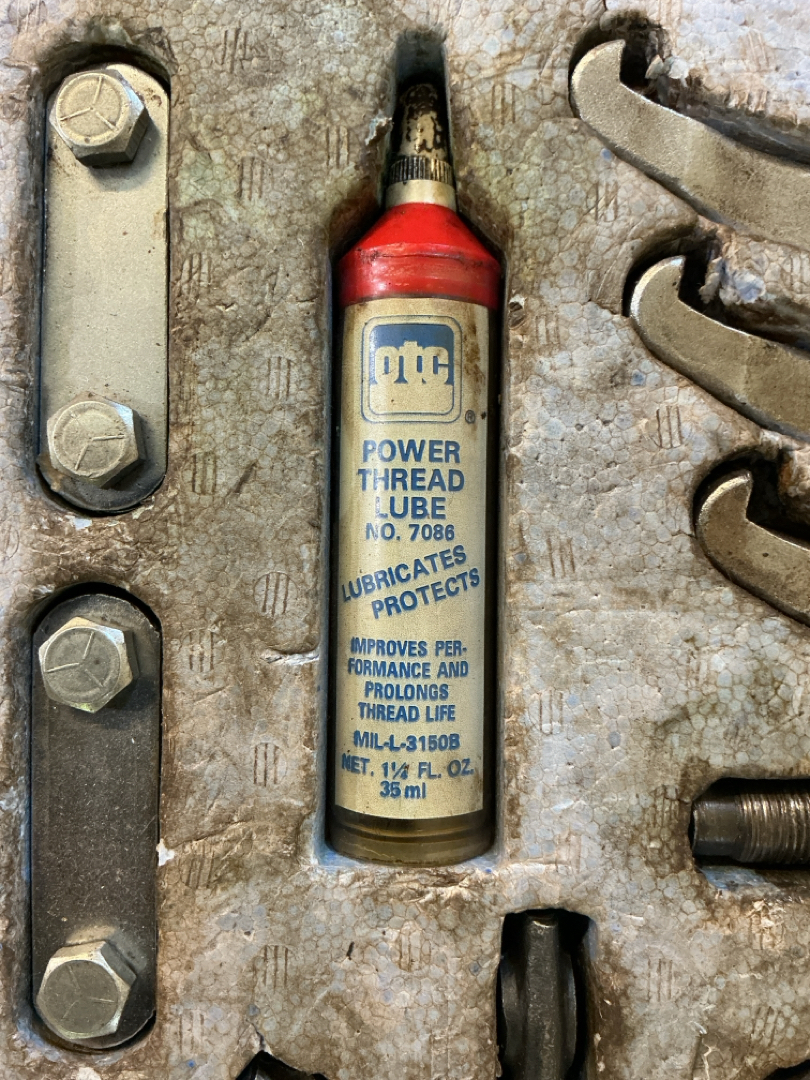 otc
®
POWER
THREAD
LUBE
NO. 7086
LUBRICATES
PROTECTS
IMPROVES PER-
FORMANCE AND
PROLONGS
THREAD LIFE
MIL-L-3150B
NET. 1¼ FL. OZ.
35 ml